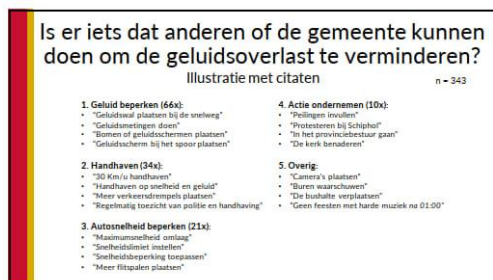 Is er iets dat anderen of de gemeente kunnen
doen om de geluidsoverlast te verminderen?
Illustratie met citaten
n = 343
1. Geluid beperken (66x):
• "Geluidswal plaatsen bij de snelweg"
• "Geluidsmetingen doen"
• "Bomen of geluidsschermen plaatsen"
• "Geluidscherm bij het spoor plaatsen"
2. Handhaven (34x):
• "30 Km/u handhaven"
• "Handhaven op snelheid en geluid"
• "Meer verkeersdrempels plaatsen"
• "Regelmatig toezicht van politie en handhaving"
3. Autosnelheid beperken (21x):
• "Maximumsnelheid omlaag"
• "Snelheidslimiet instellen"
• "Snelheidsbeperking toepassen"
• "Meer flitspalen plaatsen"
4. Actie ondernemen (10x):
• "Peilingen invullen"
• "Protesteren bij Schiphol"
• "In het provinciebestuur gaan"
• "De kerk benaderen"
5. Overig:
• "Camera's plaatsen"
• "Buren waarschuwen"
• "De bushalte verplaatsen"
• "Geen feesten met harde muziek na 01:00"